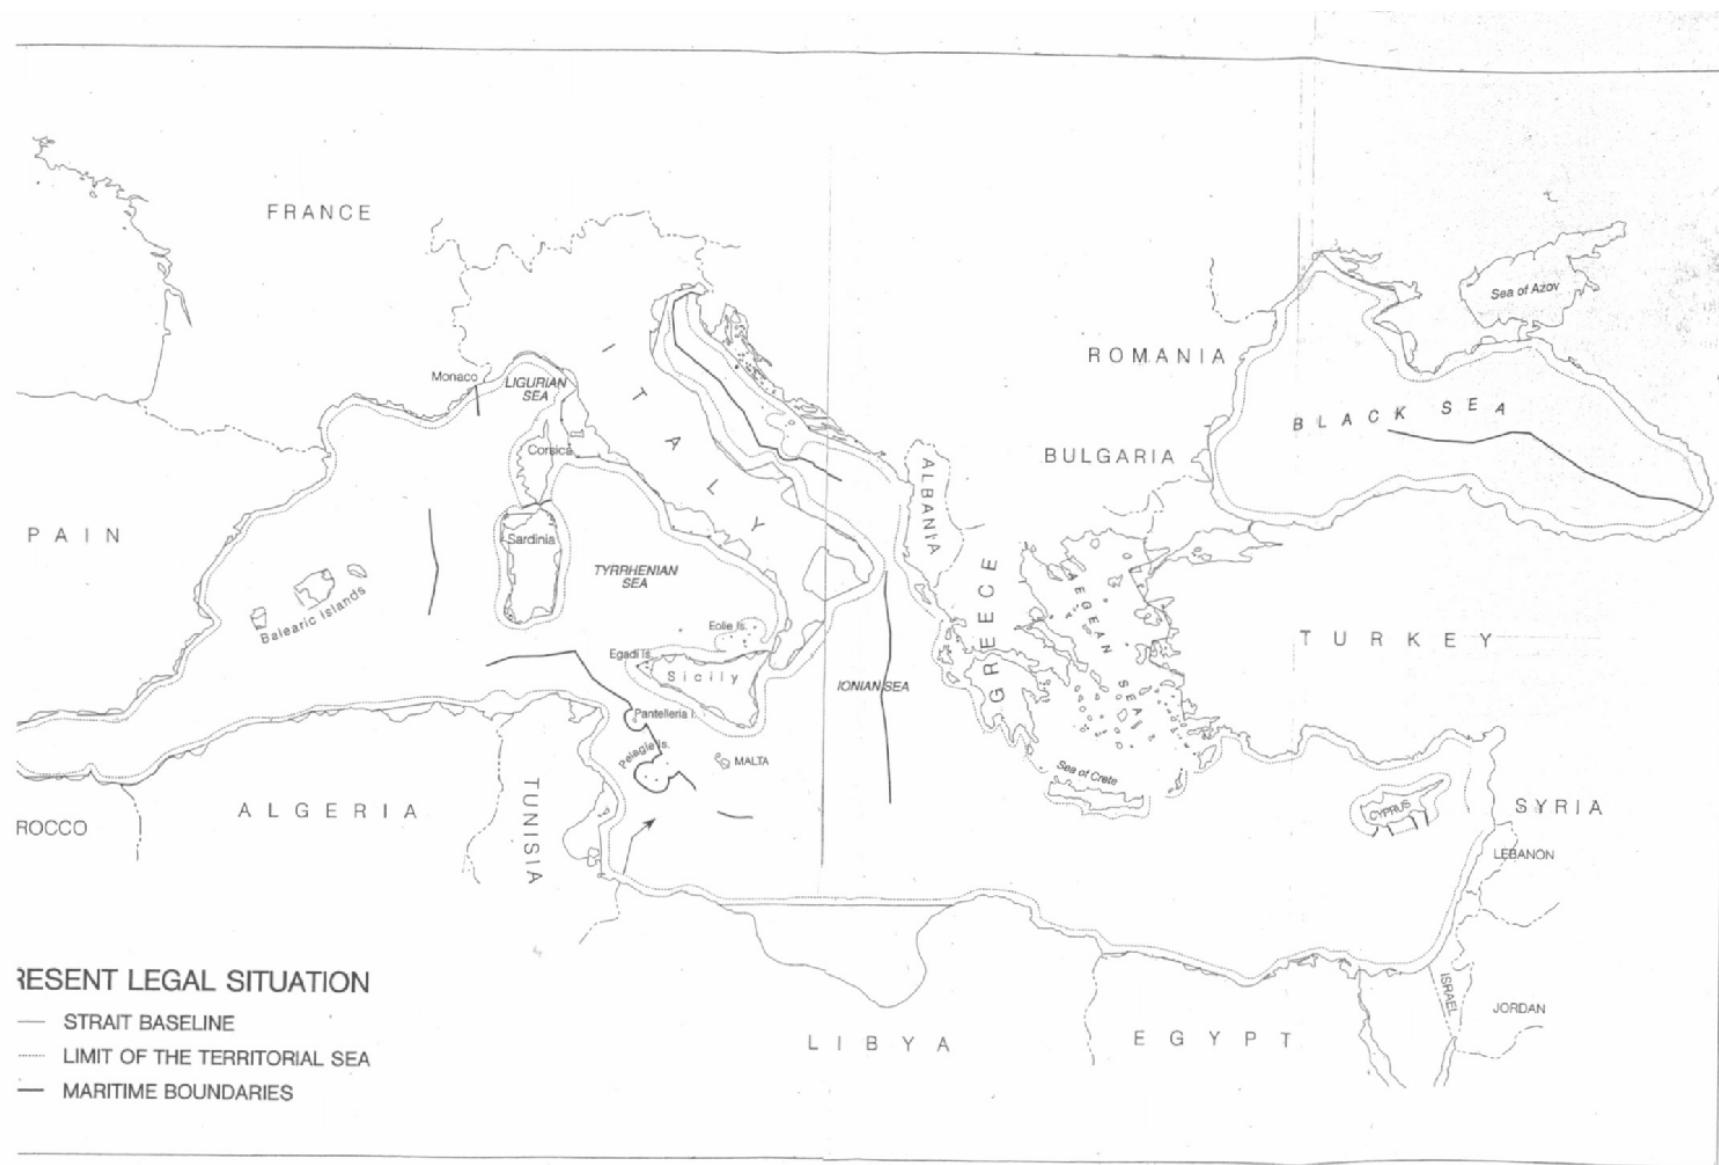 FRANCE
Sea of Azov
ROMANIA
Monaco
LIGURIAN
SEA
ITALY
BLACK SEA
Corsica
BULGARIA
ALBANIA
PAIN
Sardinia
TYRRHENIAN
SEA
AEGEAN SEA
GREECE
Balearic Islands
Eolie Is.
TURKEY
Egadi Is.
Sicily
IONIAN SEA
Pantelleria I.
Pelagie Is.
MALTA
Sea of Crete
ALGERIA
TUNISIA
CYPRUS
SYRIA
ROCCO
LEBANON
ISRAEL
JORDAN
LIBYA
EGYPT
RESENT LEGAL SITUATION
STRAIT BASELINE
LIMIT OF THE TERRITORIAL SEA
MARITIME BOUNDARIES